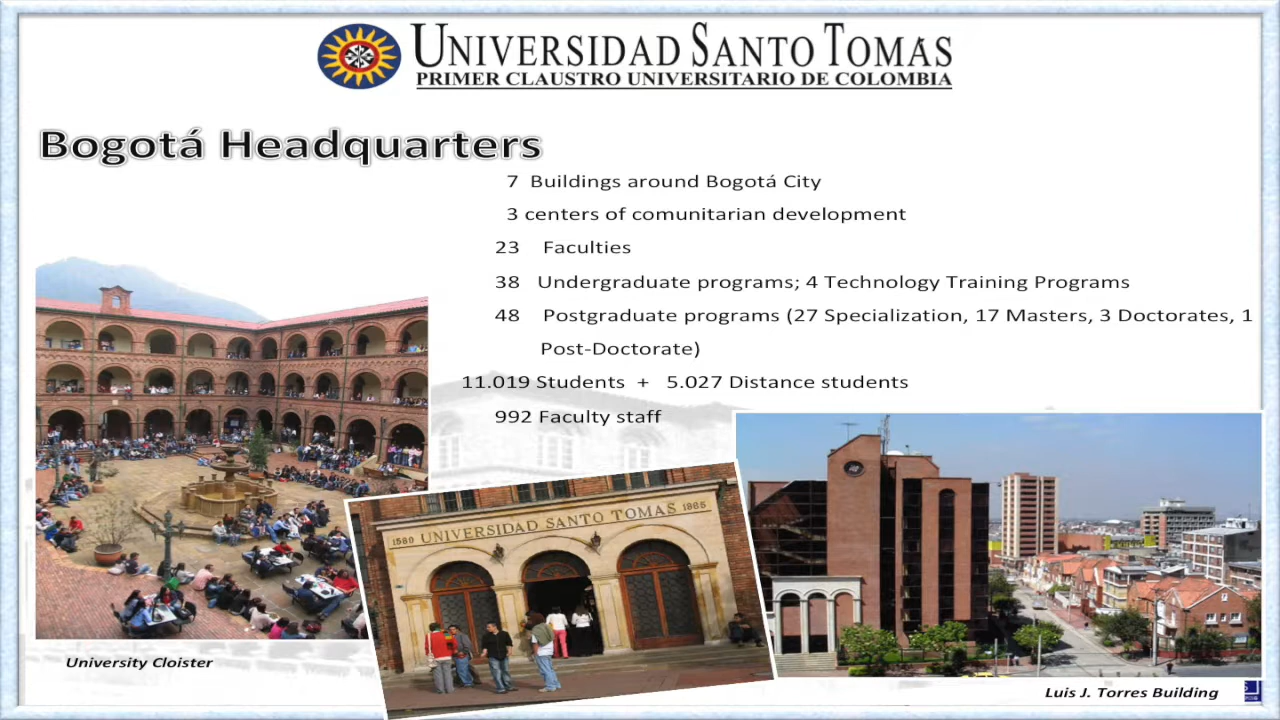 UNIVERSIDAD SANTO TOMÁS
PRIMER CLAUSTRO UNIVERSITARIO DE COLOMBIA
Bogotá Headquarters
7 Buildings around Bogotá City
3 centers of comunitarian development
23 Faculties
38 Undergraduate programs; 4 Technology Training Programs
48 Postgraduate programs (27 Specialization, 17 Masters, 3 Doctorates, 1
Post-Doctorate)
11.019 Students + 5.027 Distance students
992 Faculty staff
1580 UNIVERSIDAD SANTO TOMAS 1965
University Cloister
Luis J. Torres Building